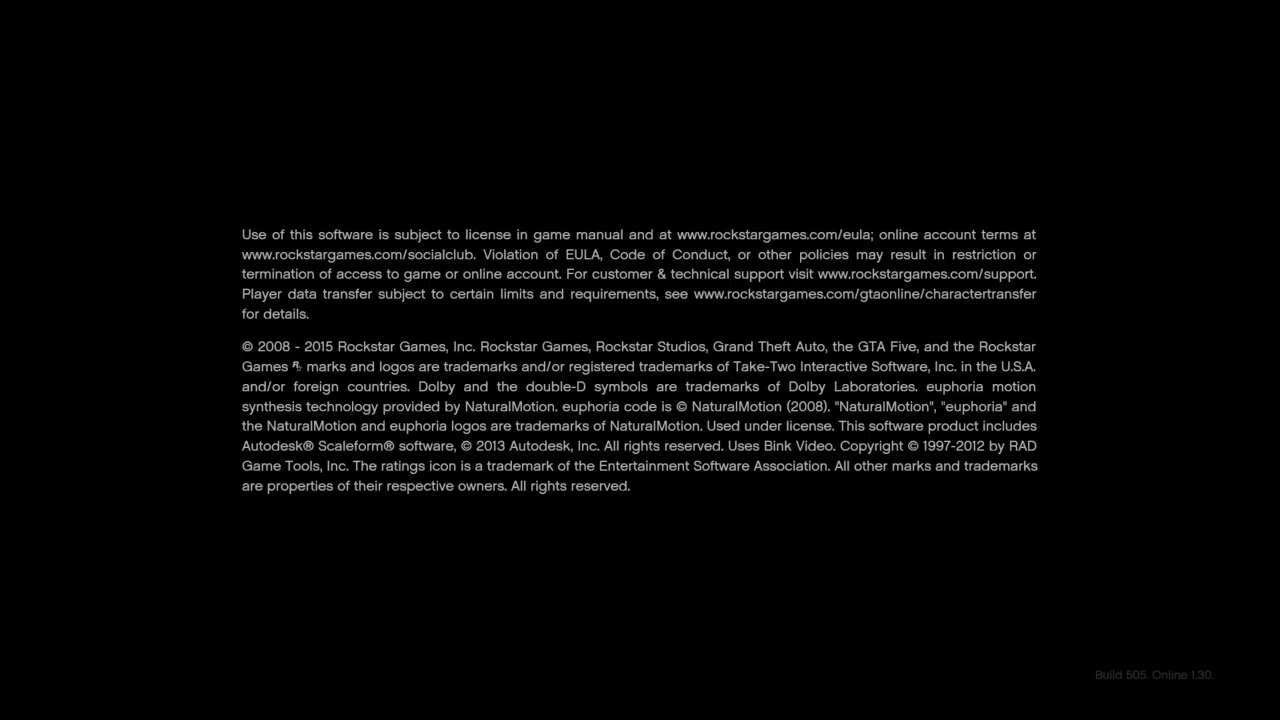 Use of this software is subject to license in game manual and at www.rockstargames.com/eula; online account terms at
www.rockstargames.com/socialclub. Violation of EULA, Code of Conduct, or other policies may result in restriction or
termination of access to game or online account. For customer & technical support visit www.rockstargames.com/support.
Player data transfer subject to certain limits and requirements, see www.rockstargames.com/gtaonline/charactertransfer
for details.
© 2008 - 2015 Rockstar Games, Inc. Rockstar Games, Rockstar Studios, Grand Theft Auto, the GTA Five, and the Rockstar
Games R* marks and logos are trademarks and/or registered trademarks of Take-Two Interactive Software, Inc. in the U.S.A.
and/or foreign countries. Dolby and the double-D symbols are trademarks of Dolby Laboratories. euphoria motion
synthesis technology provided by NaturalMotion. euphoria code is © NaturalMotion (2008). "NaturalMotion", "euphoria" and
the NaturalMotion and euphoria logos are trademarks of NaturalMotion. Used under license. This software product includes
Autodesk® Scaleform® software, © 2013 Autodesk, Inc. All rights reserved. Uses Bink Video. Copyright © 1997-2012 by RAD
Game Tools, Inc. The ratings icon is a trademark of the Entertainment Software Association. All other marks and trademarks
are properties of their respective owners. All rights reserved.
Build 505. Online 1.30.